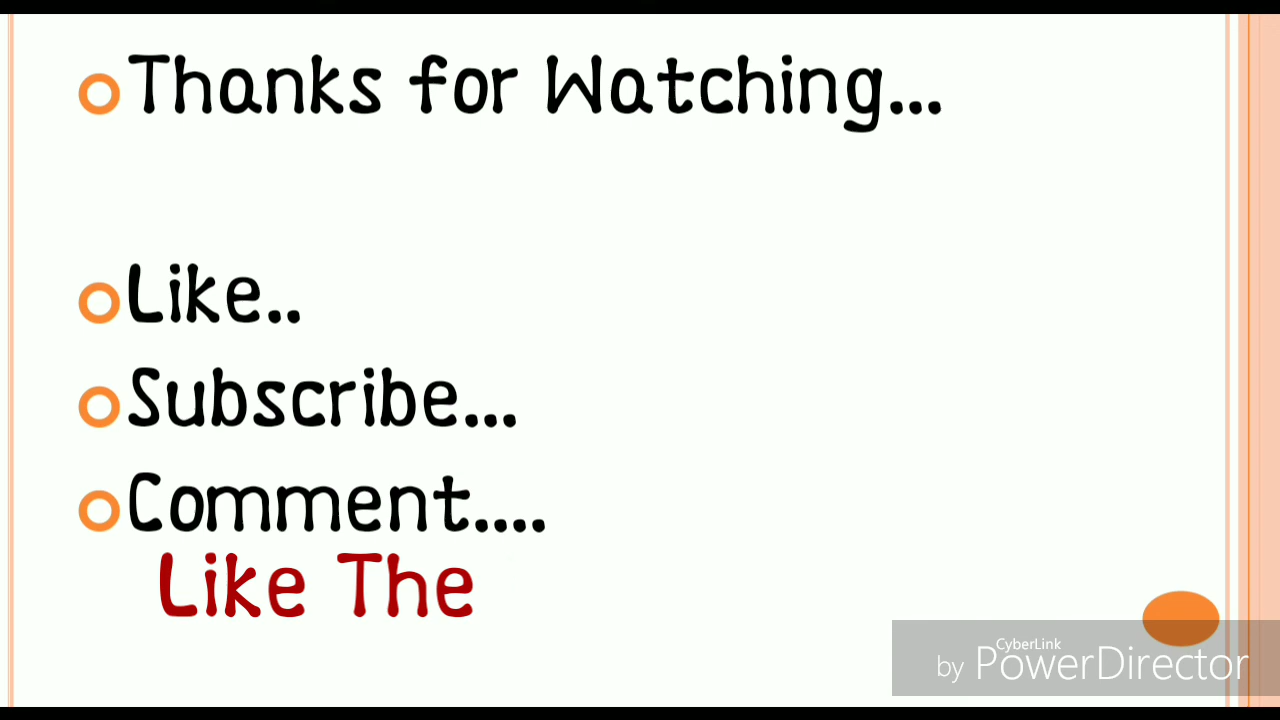 Thanks for Watching...
Like..
Subscribe...
Comment....
Like The
CyberLink
by PowerDirector